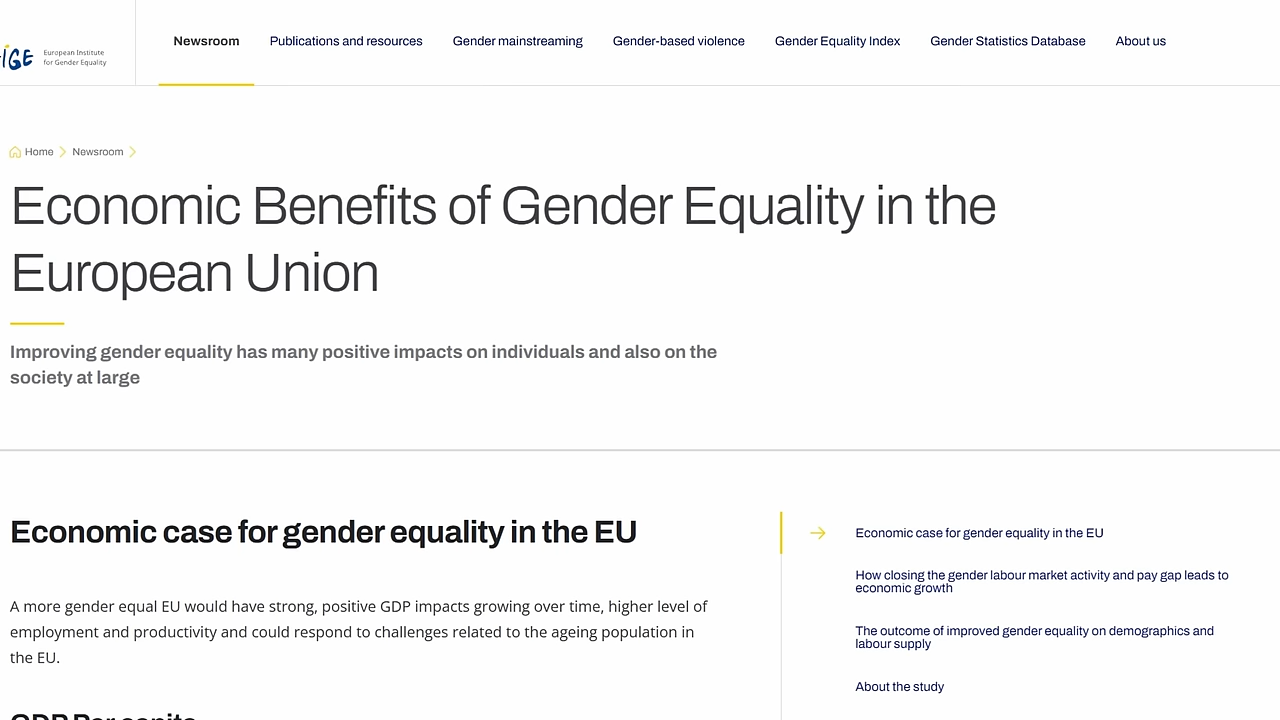 iGE
European Institute
for Gender Equality
Newsroom
Publications and resources
Gender mainstreaming
Gender-based violence
Gender Equality Index
Gender Statistics Database
About us
Home
Newsroom
Economic Benefits of Gender Equality in the
European Union
Improving gender equality has many positive impacts on individuals and also on the
society at large
Economic case for gender equality in the EU
A more gender equal EU would have strong, positive GDP impacts growing over time, higher level of
employment and productivity and could respond to challenges related to the ageing population in
the EU.
GDP Per capita
Economic case for gender equality in the EU
How closing the gender labour market activity and pay gap leads to
economic growth
The outcome of improved gender equality on demographics and
labour supply
About the study